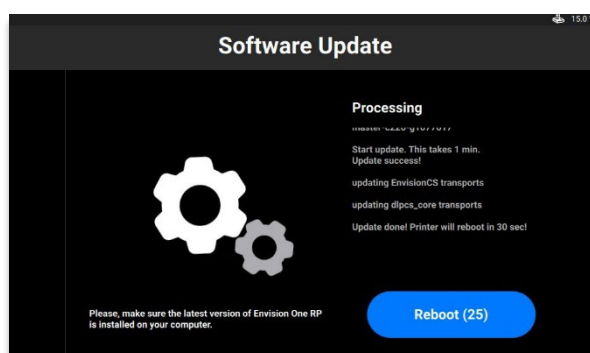 15.0
Software Update
Processing
Start update. This takes 1 min.
Update success!
updating EnvisionCS transports
updating dlpcs_core transports
Update done! Printer will reboot in 30 sec!
Please, make sure the latest version of Envision One RP
is installed on your computer.
Reboot (25)